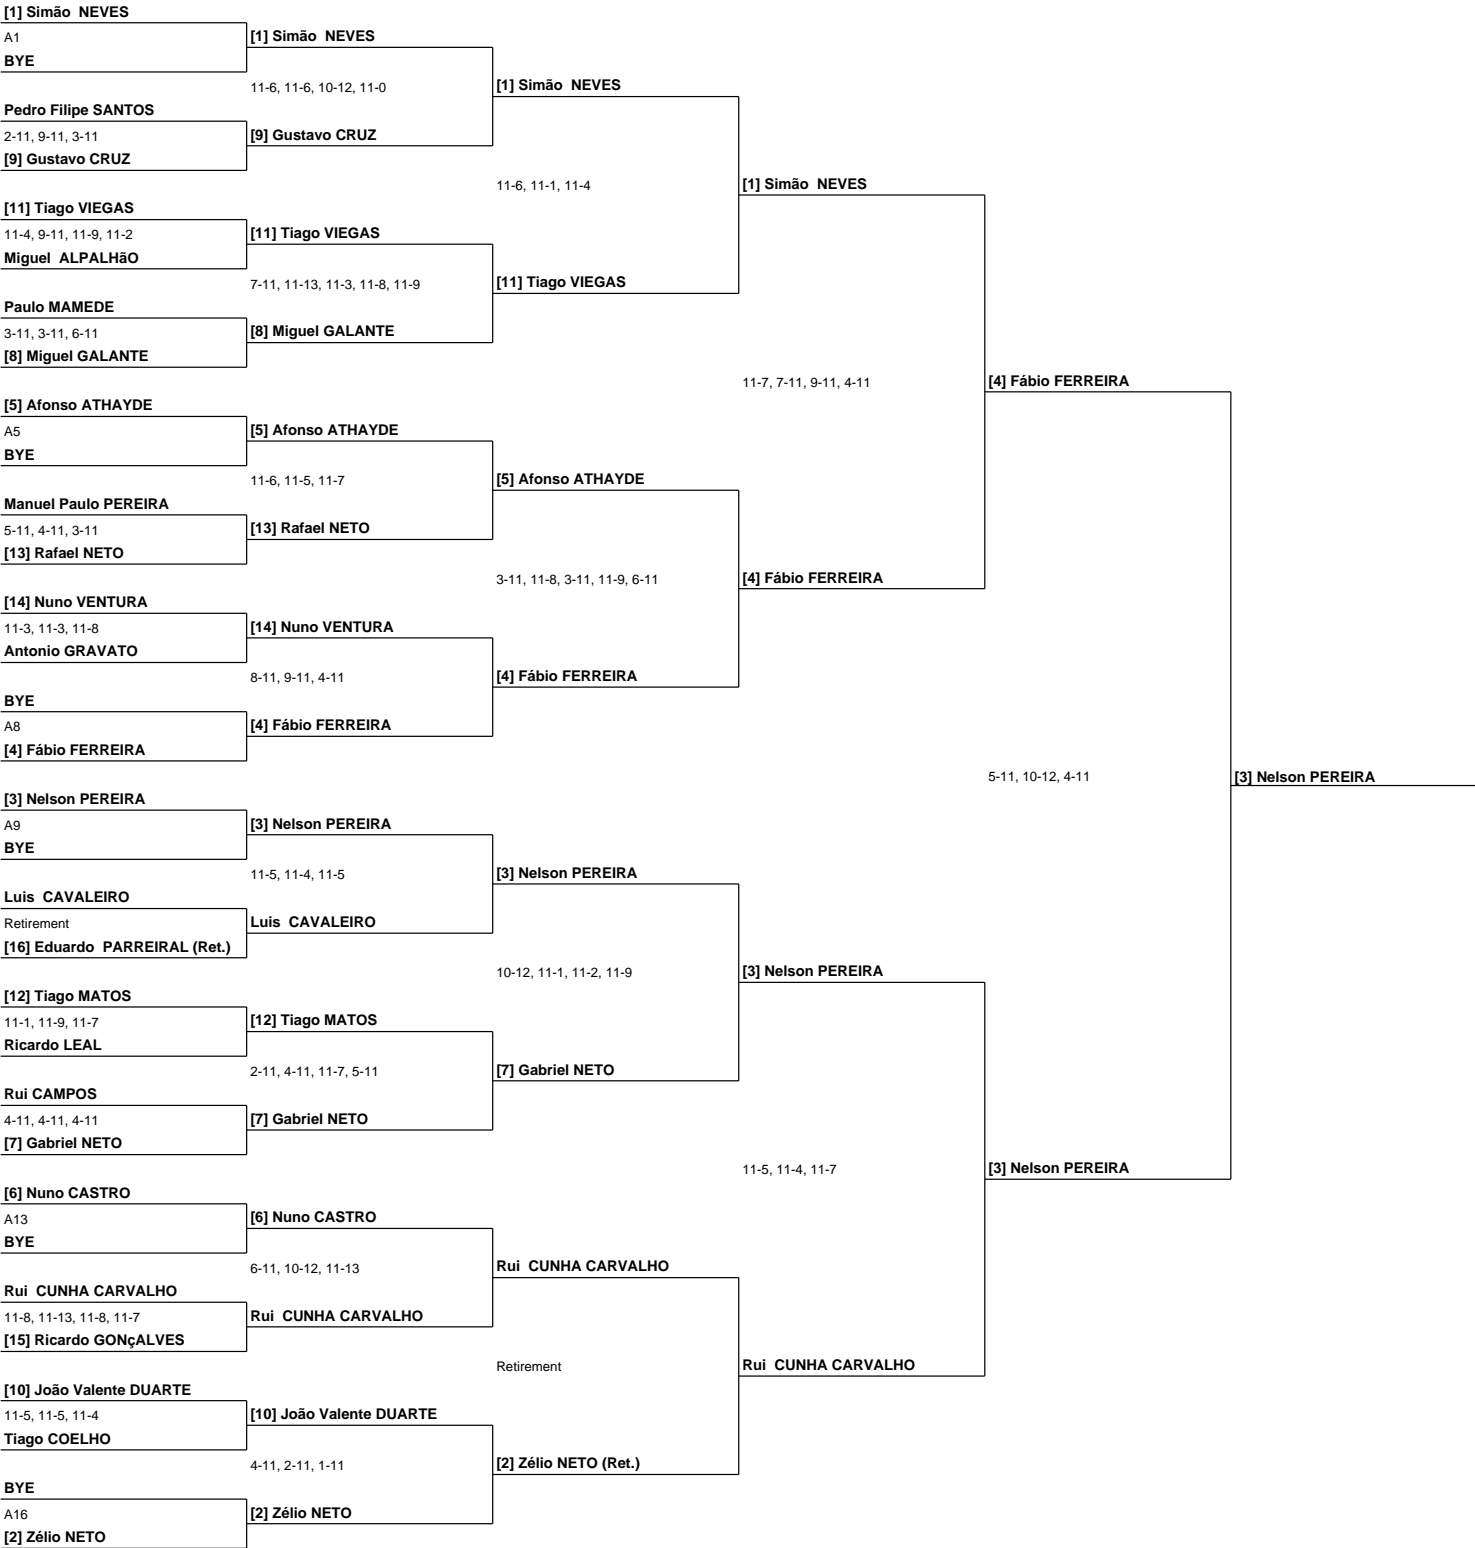 [1] Simão  NEVES
A1
BYE
[1] Simão  NEVES
11-6, 11-6, 10-12, 11-0
[1] Simão  NEVES
Pedro Filipe SANTOS
2-11, 9-11, 3-11
[9] Gustavo CRUZ
[9] Gustavo CRUZ
11-6, 11-1, 11-4
[1] Simão  NEVES
[11] Tiago VIEGAS
11-4, 9-11, 11-9, 11-2
Miguel  ALPALHãO
[11] Tiago VIEGAS
7-11, 11-13, 11-3, 11-8, 11-9
[11] Tiago VIEGAS
Paulo MAMEDE
3-11, 3-11, 6-11
[8] Miguel GALANTE
[8] Miguel GALANTE
11-7, 7-11, 9-11, 4-11
[4] Fábio FERREIRA
[5] Afonso ATHAYDE
A5
BYE
[5] Afonso ATHAYDE
11-6, 11-5, 11-7
[5] Afonso ATHAYDE
Manuel Paulo PEREIRA
5-11, 4-11, 3-11
[13] Rafael NETO
[13] Rafael NETO
3-11, 11-8, 3-11, 11-9, 6-11
[4] Fábio FERREIRA
[14] Nuno VENTURA
11-3, 11-3, 11-8
Antonio GRAVATO
[14] Nuno VENTURA
8-11, 9-11, 4-11
[4] Fábio FERREIRA
BYE
A8
[4] Fábio FERREIRA
[4] Fábio FERREIRA
5-11, 10-12, 4-11
[3] Nelson PEREIRA
[3] Nelson PEREIRA
A9
BYE
[3] Nelson PEREIRA
11-5, 11-4, 11-5
[3] Nelson PEREIRA
Luis  CAVALEIRO
Retirement
[16] Eduardo  PARREIRAL (Ret.)
Luis  CAVALEIRO
10-12, 11-1, 11-2, 11-9
[3] Nelson PEREIRA
[12] Tiago MATOS
11-1, 11-9, 11-7
Ricardo LEAL
[12] Tiago MATOS
2-11, 4-11, 11-7, 5-11
[7] Gabriel NETO
Rui CAMPOS
4-11, 4-11, 4-11
[7] Gabriel NETO
[7] Gabriel NETO
11-5, 11-4, 11-7
[3] Nelson PEREIRA
[6] Nuno CASTRO
A13
BYE
[6] Nuno CASTRO
6-11, 10-12, 11-13
Rui  CUNHA CARVALHO
Rui  CUNHA CARVALHO
11-8, 11-13, 11-8, 11-7
[15] Ricardo GONçALVES
Rui  CUNHA CARVALHO
Retirement
Rui  CUNHA CARVALHO
[10] João Valente DUARTE
11-5, 11-5, 11-4
Tiago COELHO
[10] João Valente DUARTE
4-11, 2-11, 1-11
[2] Zélio NETO (Ret.)
BYE
A16
[2] Zélio NETO
[2] Zélio NETO